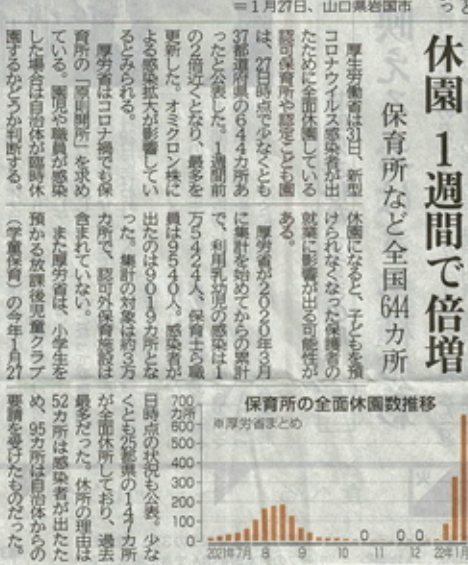 ＝1月27日、山口県岩国市
休園 1週間で倍増
保育所など全国644カ所
厚生労働省は31日、新型
コロナウイルス感染者が出
たために全面休園している
認可保育所や認定こども園
は、27日時点で少なくとも
37都道府県の644カ所あ
ったと公表した。1週間前
の2倍近くとなり、最多を
更新した。オミクロン株に
よる感染拡大が影響してい
るとみられる。
厚労省はコロナ禍でも保
育所の「原則開所」を求め
ている。園児や職員が感染
した場合は自治体が臨時休
園するかどうか判断する。
休園になると、子どもを預
けられなくなった保護者の
就業に影響が出る可能性が
ある。
厚労省が2020年3月
に集計を始めてからの累計
で、利用乳幼児の感染は1
万5424人、保育士ら職
員は9540人。感染者が
出たのは9019カ所とな
った。集計の対象は約3万
カ所で、認可外保育施設は
含まれていない。
また厚労省は、小学生を
預かる放課後児童クラブ
（学童保育）の今年1月27
日時点の状況も公表。少な
くとも25都県の147カ所
が全面休所しており、過去
最多だった。休所の理由は
52カ所は感染者が出たた
め、95カ所は自治体からの
要請を受けたものだった。
保育所の全面休園数推移
※厚労省まとめ
700
カ所
600
500
400
300
200
100
0
0 0 0
2021年7月 8 9 10 11 12 22年1月